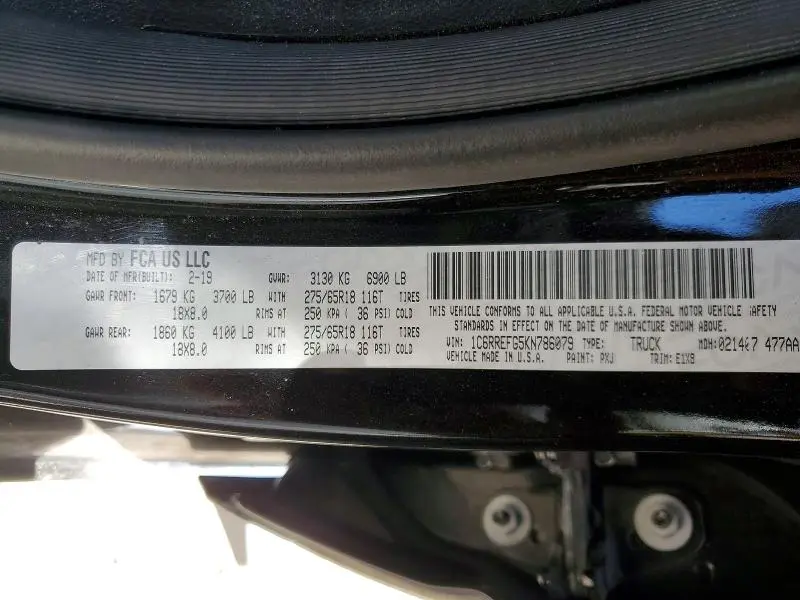 MFD BY FCA US LLC
DATE OF MFR(BUILT): 2-19 GVWR: 3130 KG 6900 LB
GAWR FRONT: 1679 KG 3700 LB WITH 275/65R18 116T TIRES
18X8.0 RIMS AT 250 KPA ( 36 PSI) COLD
GAWR REAR: 1860 KG 4100 LB WITH 275/65R18 116T TIRES
18X8.0 RIMS AT 250 KPA ( 36 PSI) COLD
THIS VEHICLE CONFORMS TO ALL APPLICABLE U.S.A. FEDERAL MOTOR VEHICLE SAFETY
STANDARDS IN EFFECT ON THE DATE OF MANUFACTURE SHOWN ABOVE.
VIN: 1C6RREFG5KN786079 TYPE: TRUCK MDH: 477AA
VEHICLE MADE IN U.S.A. PAINT: PXJ TRIM: E1X8